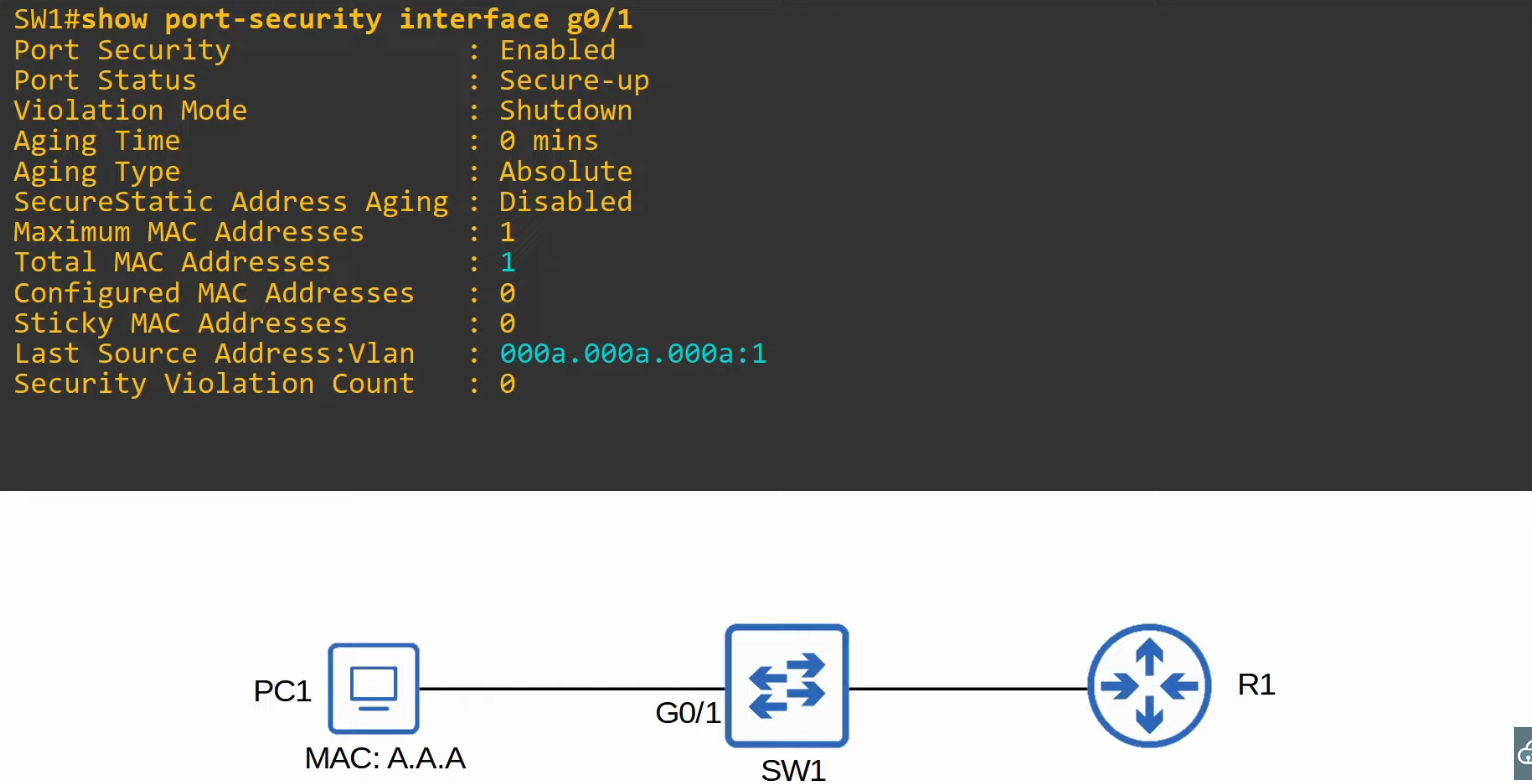 SW1#show port-security interface g0/1
Port Security : Enabled
Port Status : Secure-up
Violation Mode : Shutdown
Aging Time : 0 mins
Aging Type : Absolute
SecureStatic Address Aging : Disabled
Maximum MAC Addresses : 1
Total MAC Addresses : 1
Configured MAC Addresses : 0
Sticky MAC Addresses : 0
Last Source Address:Vlan : 000a.000a.000a:1
Security Violation Count : 0
PC1
G0/1
R1
MAC: A.A.A
SW1